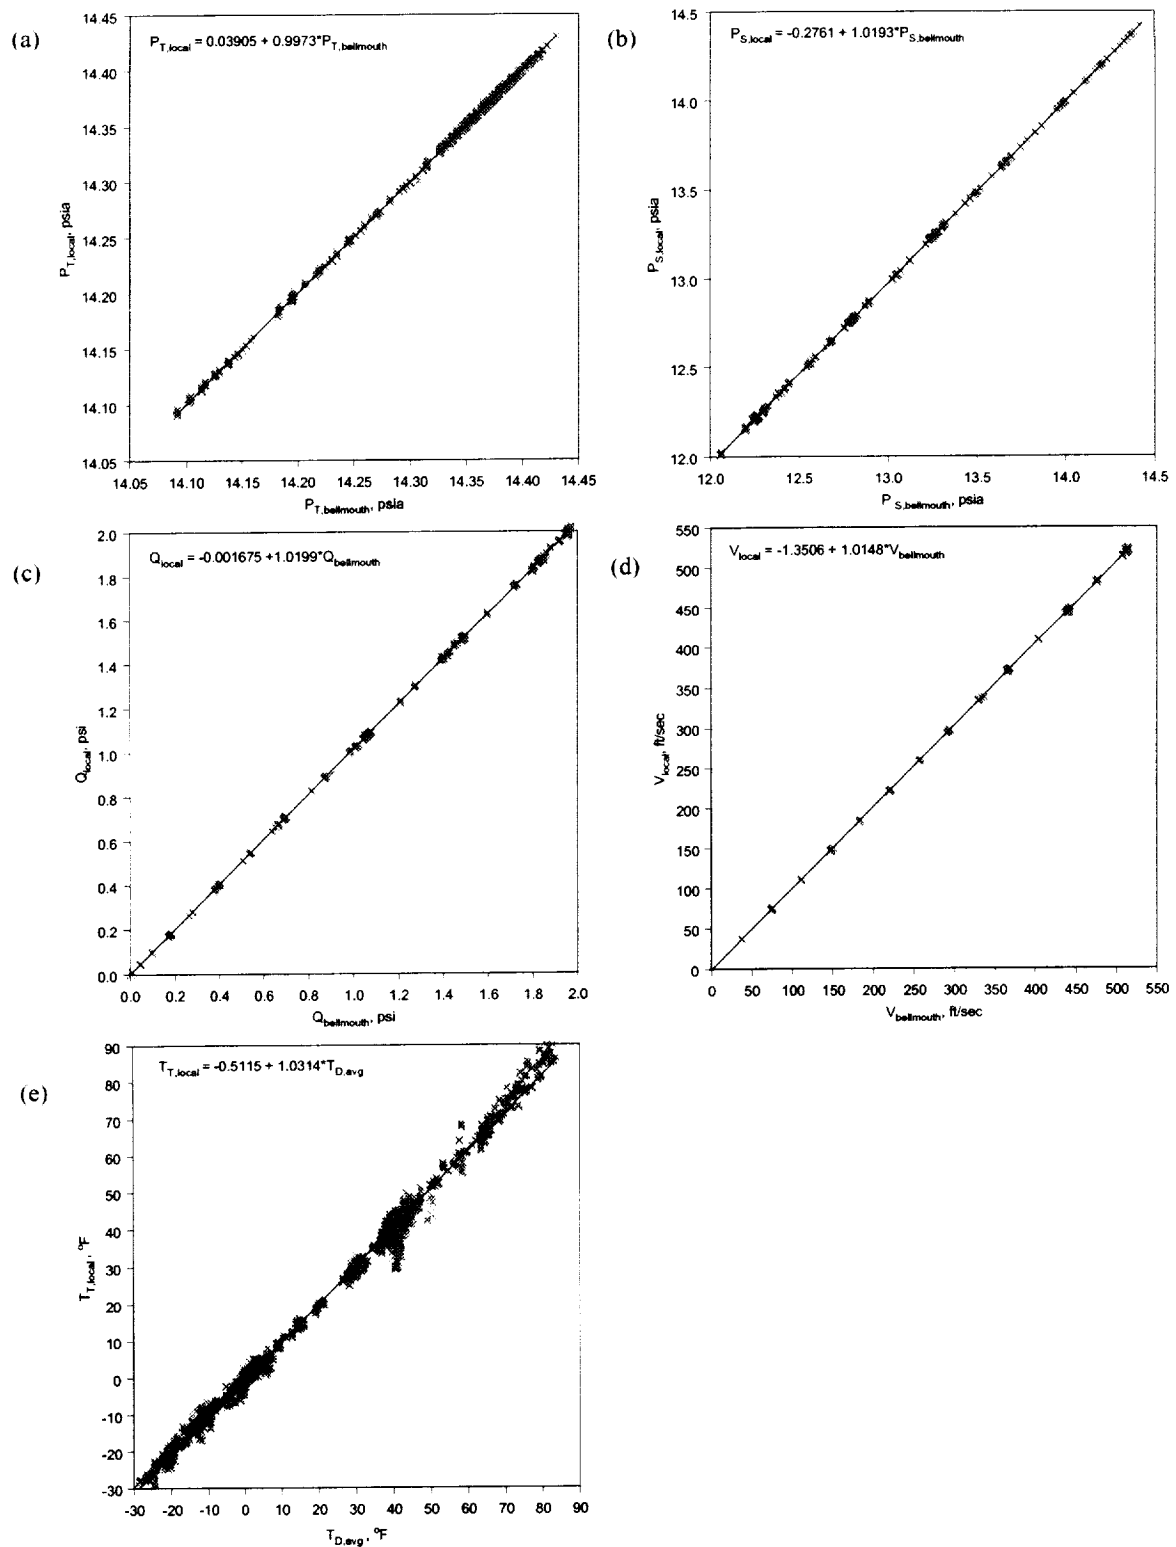 (a)
P_T,local = 0.03905 + 0.9973*P_T,bellmouth
14.45
14.40
14.35
14.30
14.25
14.20
14.15
14.10
14.05
P_T,local, psia
14.05 14.10 14.15 14.20 14.25 14.30 14.35 14.40 14.45
P_T,bellmouth, psia
(b)
P_S,local = -0.2761 + 1.0193*P_S,bellmouth
14.5
14.0
13.5
13.0
12.5
12.0
P_S,local, psia
12.0 12.5 13.0 13.5 14.0 14.5
P_S,bellmouth, psia
(c)
Q_local = -0.001675 +1.0199*Q_bellmouth
2.0
1.8
1.6
1.4
1.2
1.0
0.8
0.6
0.4
0.2
0.0
Q_local, psi
0.0 0.2 0.4 0.6 0.8 1.0 1.2 1.4 1.6 1.8 2.0
Q_bellmouth, psi
(d)
V_local = -1.3506 + 1.0148*V_bellmouth
550
500
450
400
350
300
250
200
150
100
50
0
V_local, ft/sec
0 50 100 150 200 250 300 350 400 450 500 550
V_bellmouth, ft/sec
(e)
T_T,local = -0.5115 + 1.0314*T_D,avg
90
80
70
60
50
40
30
20
10
0
-10
-20
-30
T_T,local, °F
-30 -20 -10 0 10 20 30 40 50 60 70 80 90
T_D,avg, °F